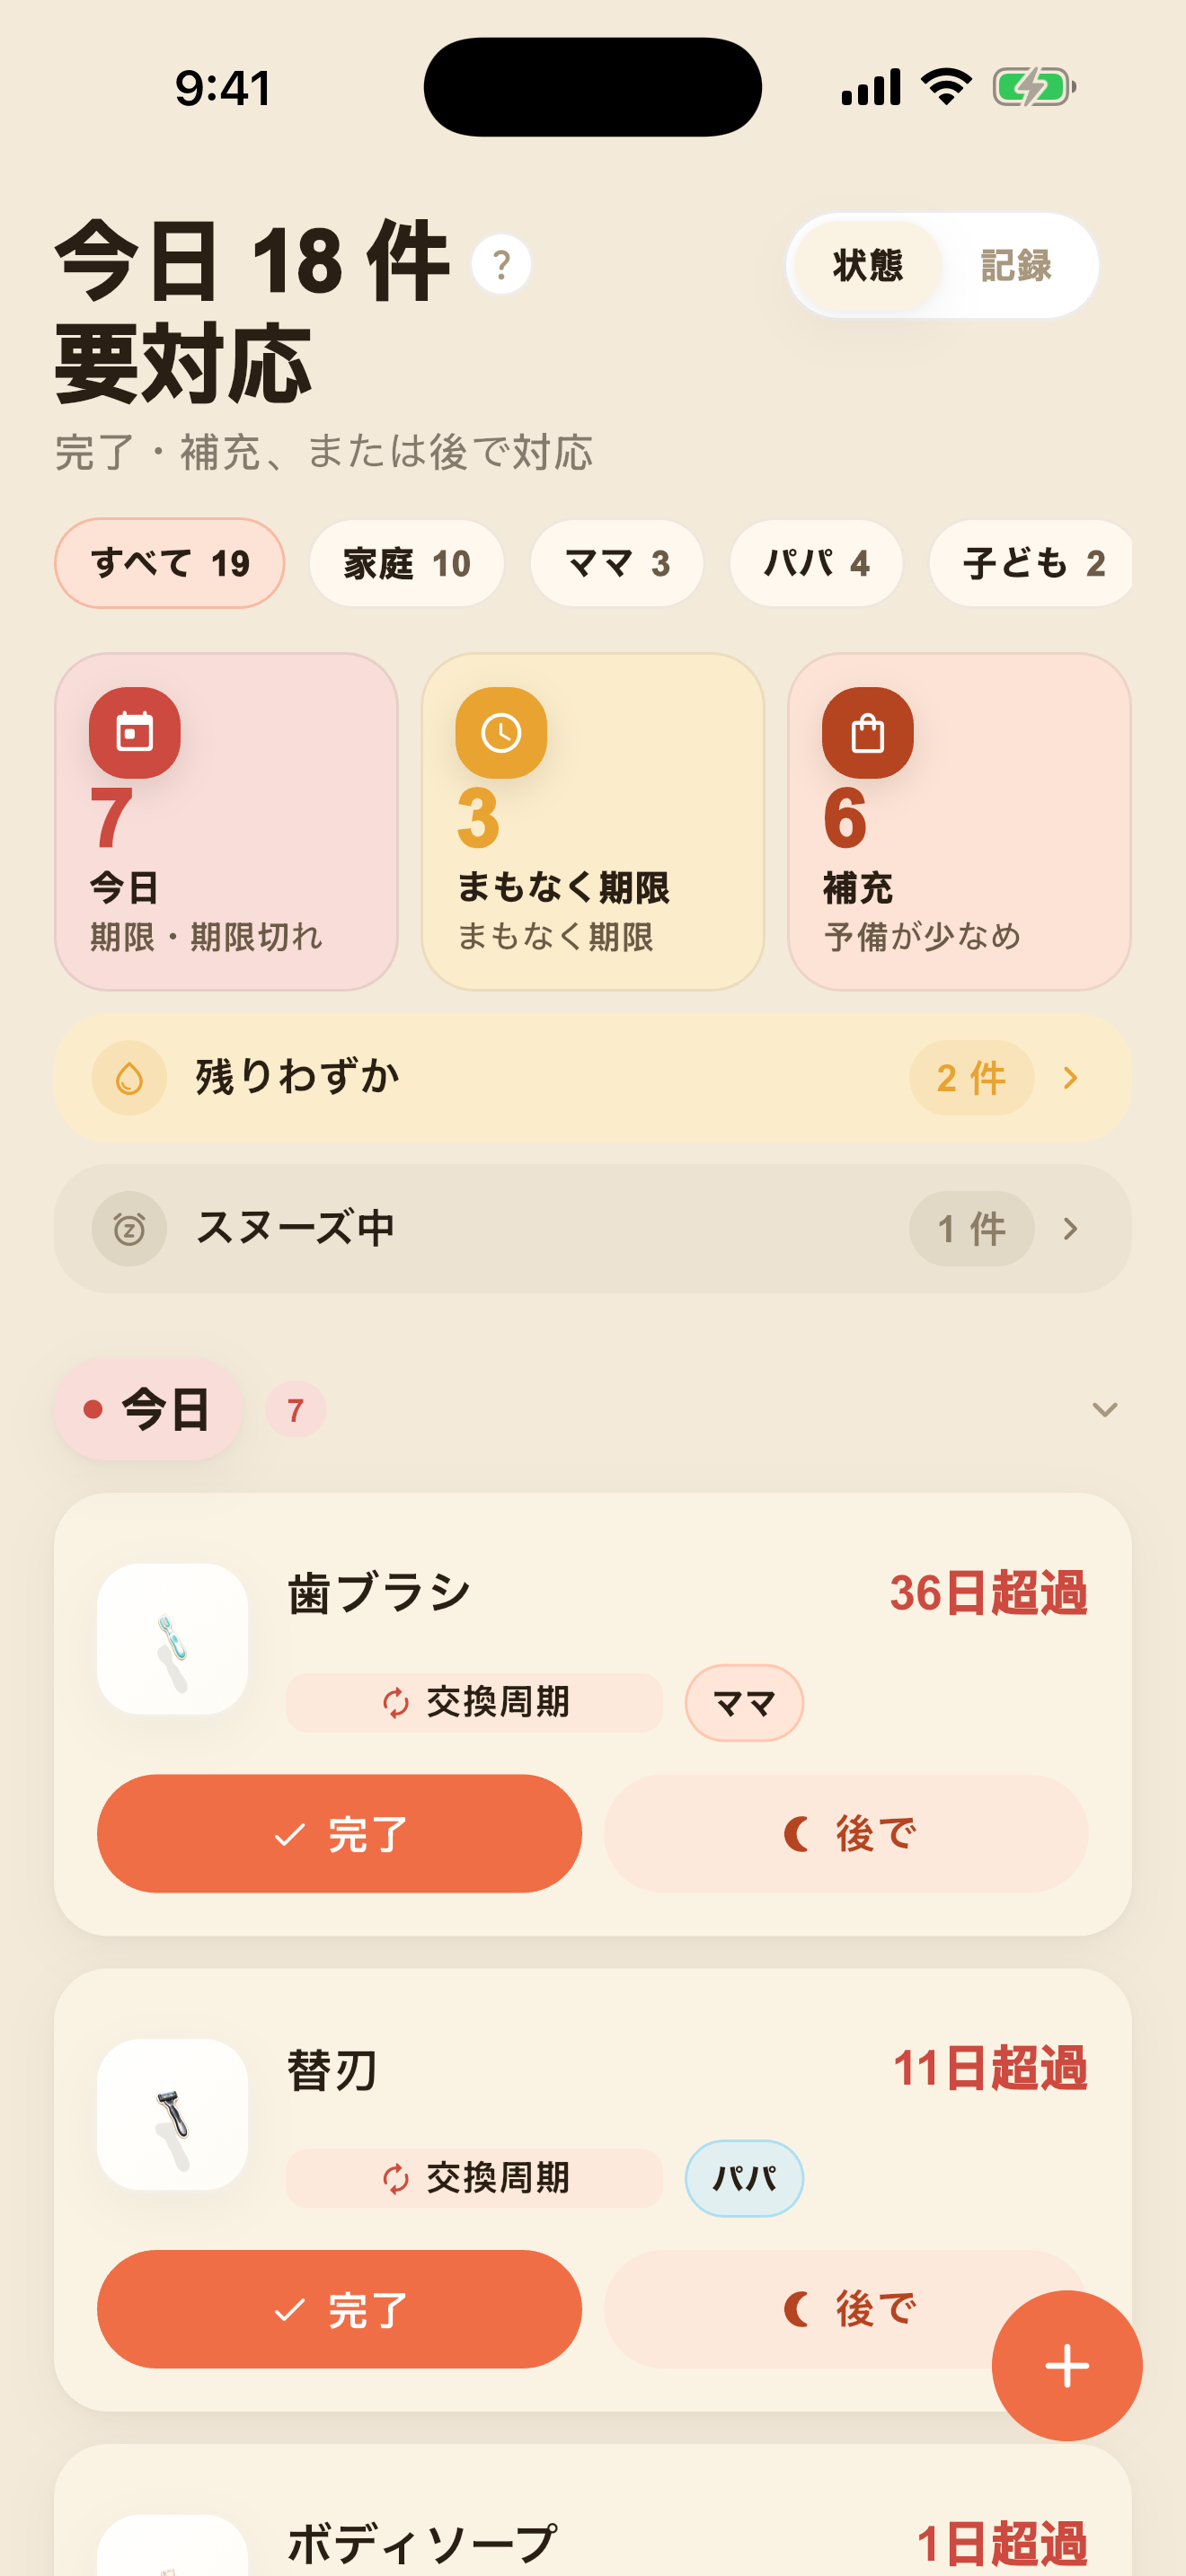 9:41
今日 18 件 ?
要対応
状態 記録
完了・補充、または後で対応
すべて 19 家庭 10 ママ 3 パパ 4 子ども 2
7
今日
期限・期限切れ
3
まもなく期限
まもなく期限
6
補充
予備が少なめ
残りわずか 2 件
スヌーズ中 1 件
今日 7
歯ブラシ 36日超過
交換周期 ママ
完了 後で
替刃 11日超過
交換周期 パパ
完了 後で
ボディソープ 1日超過